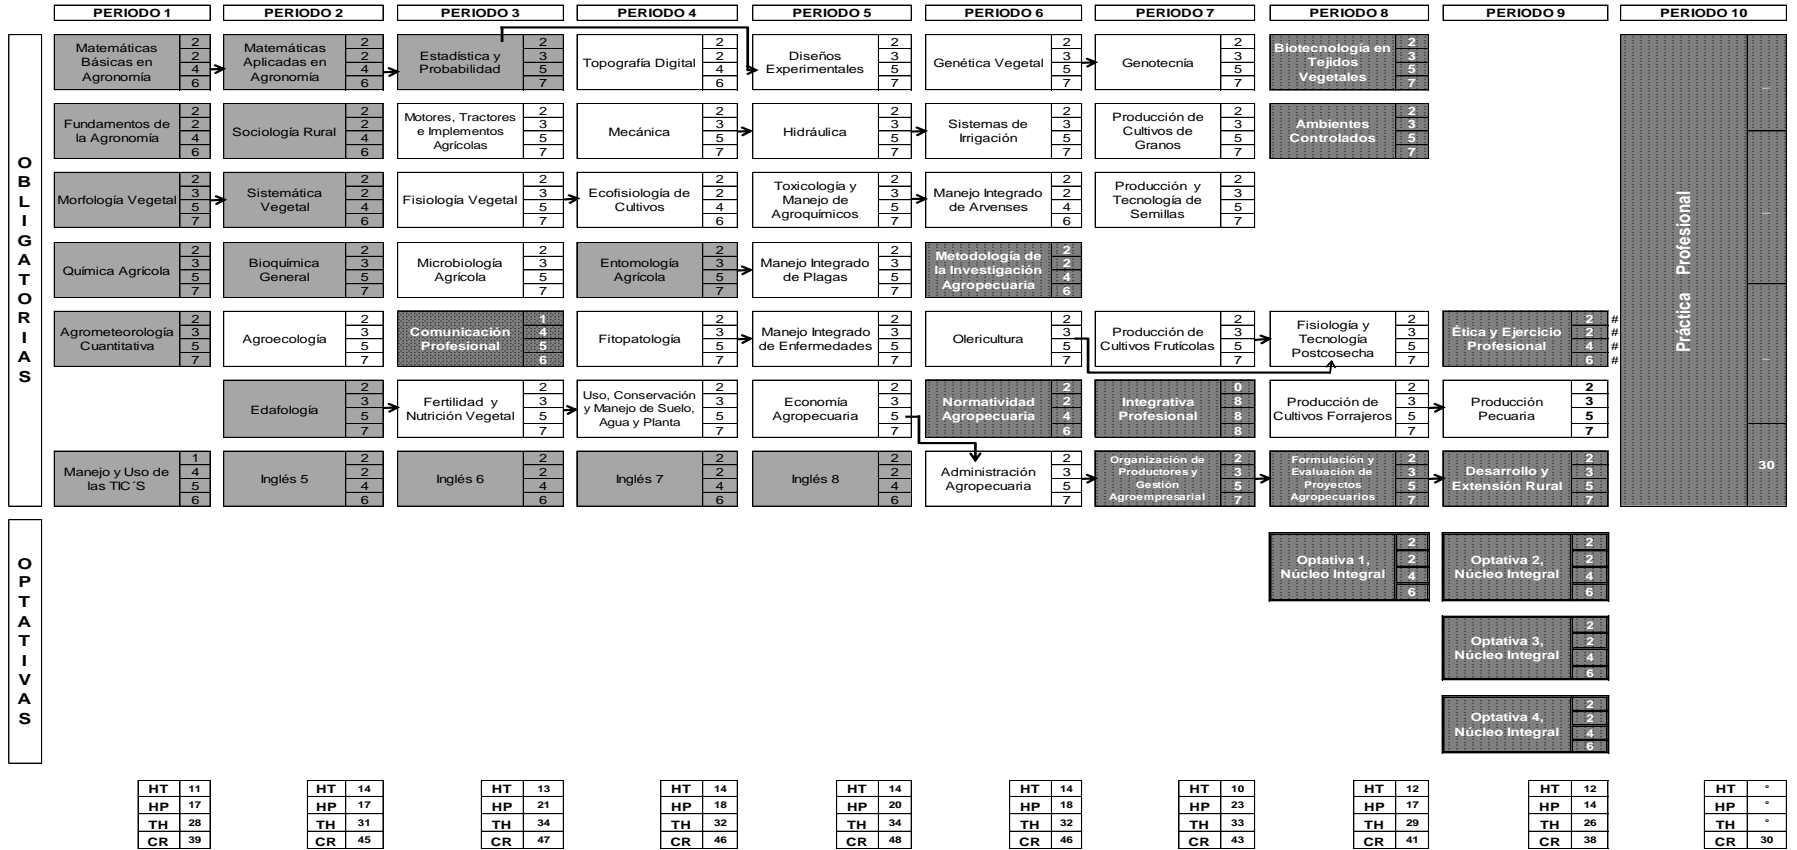 PERIODO 1
PERIODO 2
PERIODO 3
PERIODO 4
PERIODO 5
PERIODO 6
PERIODO 7
PERIODO 8
PERIODO 9
PERIODO 10
OBLIGATORIAS
Matemáticas
Básicas en
Agronomía
2
2
4
6
Matemáticas
Aplicadas en
Agronomía
2
2
4
6
Estadística y
Probabilidad
2
3
5
7
Topografía Digital
2
2
4
6
Diseños
Experimentales
2
3
5
7
Genética Vegetal
2
3
5
7
Genotecnía
2
3
5
7
Biotecnología en
Tejidos
Vegetales
2
3
5
7
Fundamentos de
la Agronomía
2
2
4
6
Sociología Rural
2
2
4
6
Motores, Tractores
e Implementos
Agrícolas
2
3
5
7
Mecánica
2
3
5
7
Hidráulica
2
3
5
7
Sistemas de
Irrigación
2
3
5
7
Producción de
Cultivos de
Granos
2
3
5
7
Ambientes
Controlados
2
3
5
7
Morfología Vegetal
2
3
5
7
Sistemática
Vegetal
2
2
4
6
Fisiología Vegetal
2
3
5
7
Ecofisiología de
Cultivos
2
2
4
6
Toxicología y
Manejo de
Agroquímicos
2
3
5
7
Manejo Integrado
de Arvenses
2
2
4
6
Producción y
Tecnología de
Semillas
2
3
5
7
Química Agrícola
2
3
5
7
Bioquímica
General
2
3
5
7
Microbiología
Agrícola
2
3
5
7
Entomología
Agrícola
2
3
5
7
Manejo Integrado
de Plagas
2
3
5
7
Metodología de
la Investigación
Agropecuaria
2
2
4
6
Agrometeorología
Cuantitativa
2
3
5
7
Agroecología
2
3
5
7
Comunicación
Profesional
1
4
5
6
Fitopatología
2
3
5
7
Manejo Integrado
de Enfermedades
2
3
5
7
Olericultura
2
3
5
7
Producción de
Cultivos Frutícolas
2
3
5
7
Fisiología y
Tecnología
Postcosecha
2
3
5
7
Ética y Ejercicio
Profesional
2 #
2 #
4 #
6 #
Edafología
2
3
5
7
Fertilidad y
Nutrición Vegetal
2
3
5
7
Uso, Conservación
y Manejo de Suelo,
Agua y Planta
2
3
5
7
Economía
Agropecuaria
2
3
5
7
Normatividad
Agropecuaria
2
2
4
6
Integrativa
Profesional
0
8
8
8
Producción de
Cultivos Forrajeros
2
3
5
7
Producción
Pecuaria
2
3
5
7
Manejo y Uso de
las TIC´S
1
4
5
6
Inglés 5
2
2
4
6
Inglés 6
2
2
4
6
Inglés 7
2
2
4
6
Inglés 8
2
2
4
6
Administración
Agropecuaria
2
3
5
7
Organización de
Productores y
Gestión
Agroempresarial
2
3
5
7
Formulación y
Evaluación de
Proyectos
Agropecuarios
2
3
5
7
Desarrollo y
Extensión Rural
2
3
5
7
Práctica Profesional
–
–
–
30
OPTATIVAS
Optativa 1,
Núcleo Integral
2
2
4
6
Optativa 2,
Núcleo Integral
2
2
4
6
Optativa 3,
Núcleo Integral
2
2
4
6
Optativa 4,
Núcleo Integral
2
2
4
6
HT 11
HP 17
TH 28
CR 39
HT 14
HP 17
TH 31
CR 45
HT 13
HP 21
TH 34
CR 47
HT 14
HP 18
TH 32
CR 46
HT 14
HP 20
TH 34
CR 48
HT 14
HP 18
TH 32
CR 46
HT 10
HP 23
TH 33
CR 43
HT 12
HP 17
TH 29
CR 41
HT 12
HP 14
TH 26
CR 38
HT °
HP °
TH °
CR 30